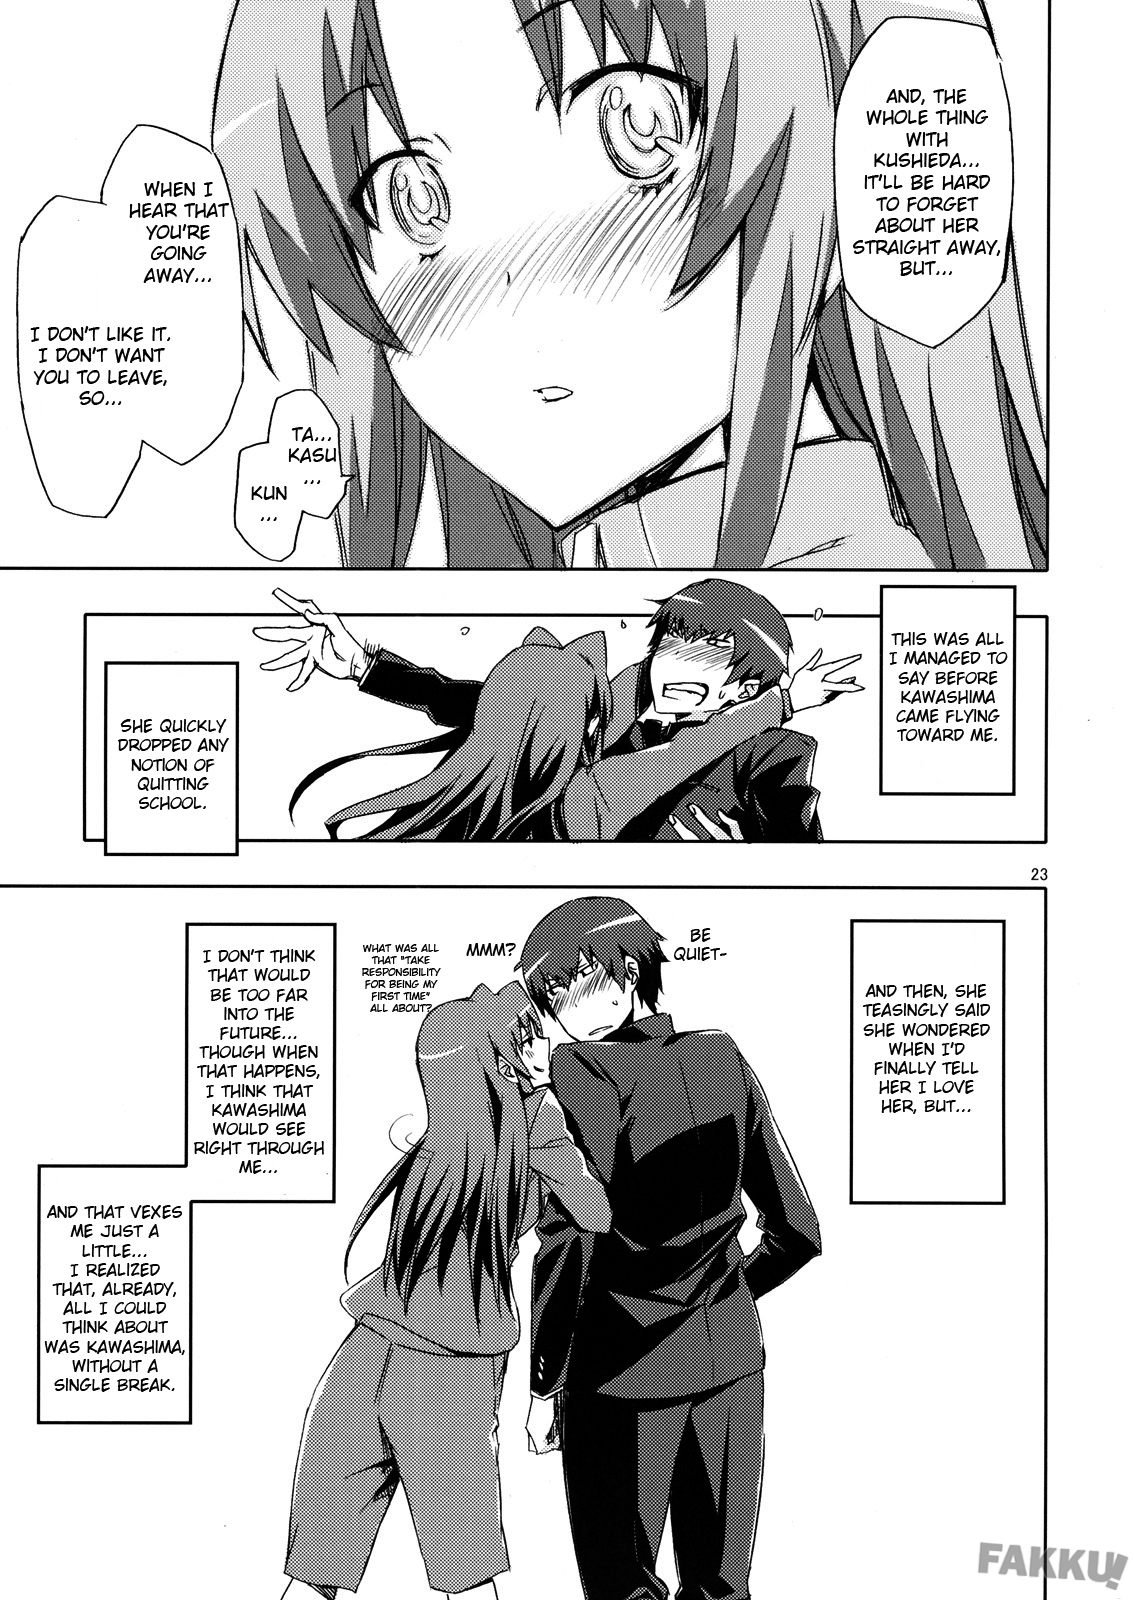 AND, THE
WHOLE THING
WITH
KUSHIEDA...
IT'LL BE HARD
TO FORGET
ABOUT HER
STRAIGHT AWAY,
BUT...
WHEN I
HEAR THAT
YOU'RE
GOING
AWAY...
I DON'T LIKE IT.
I DON'T WANT
YOU TO LEAVE,
SO...
TA...
KASU
...
KUN
...
THIS WAS ALL
I MANAGED TO
SAY BEFORE
KAWASHIMA
CAME FLYING
TOWARD ME.
SHE QUICKLY
DROPPED ANY
NOTION OF
QUITTING
SCHOOL.
23
AND THEN, SHE
TEASINGLY SAID
SHE WONDERED
WHEN I'D
FINALLY TELL
HER I LOVE
HER, BUT...
BE
QUIET-
MMM?
WHAT WAS ALL
THAT "TAKE
RESPONSIBILITY
FOR BEING MY
FIRST TIME"
ALL ABOUT?
I DON'T THINK
THAT WOULD
BE TOO FAR
INTO THE
FUTURE...
THOUGH WHEN
THAT HAPPENS,
I THINK THAT
KAWASHIMA
WOULD SEE
RIGHT THROUGH
ME...
AND THAT VEXES
ME JUST A
LITTLE...
I REALIZED
THAT, ALREADY,
ALL I COULD
THINK ABOUT
WAS KAWASHIMA,
WITHOUT A
SINGLE BREAK.
FAKKU!